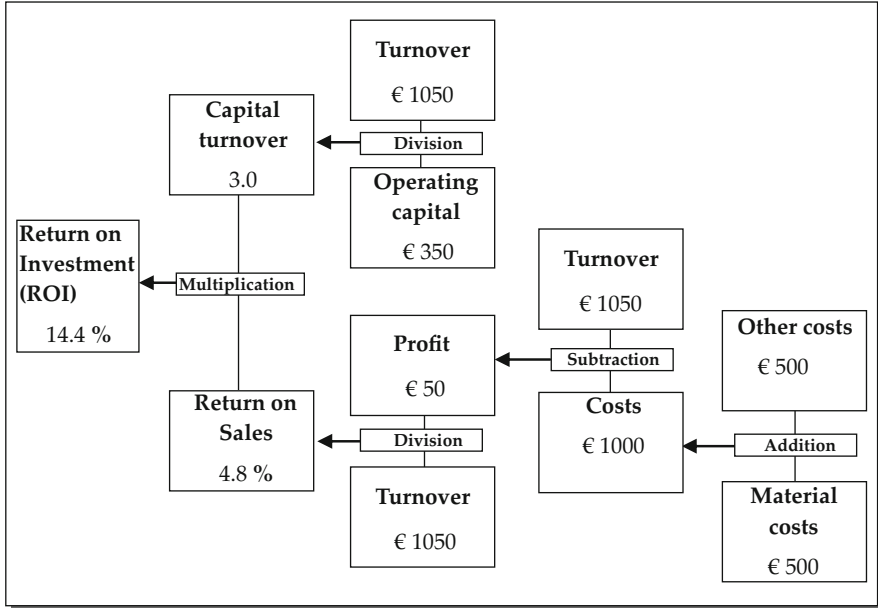 Turnover
€ 1050
Division
Operating
capital
€ 350
Capital
turnover
3.0
Return on
Investment
(ROI)
14.4 %
Multiplication
Return on
Sales
4.8 %
Profit
€ 50
Division
Turnover
€ 1050
Turnover
€ 1050
Subtraction
Costs
€ 1000
Other costs
€ 500
Addition
Material
costs
€ 500